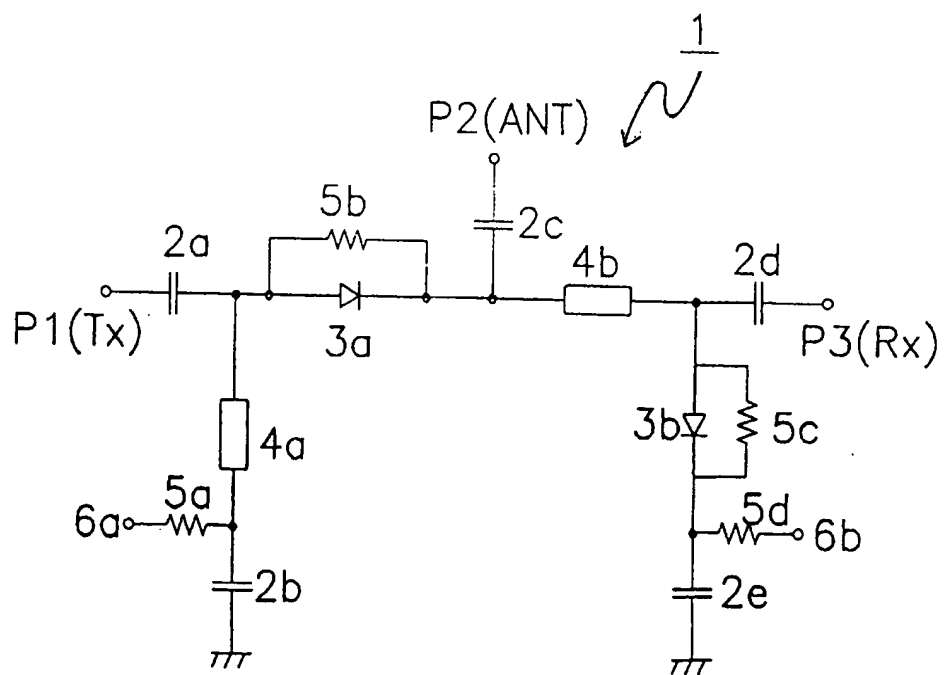 1
P2(ANT)
5b
2c
2a
4b
2d
P1(Tx)
3a
P3(Rx)
3b
5c
4a
5a
5d
6a
6b
2b
2e